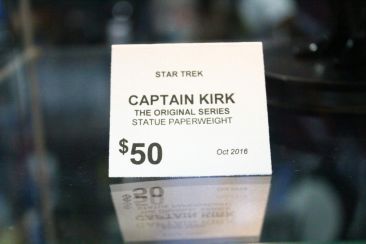 STAR TREK
CAPTAIN KIRK
THE ORIGINAL SERIES
STATUE PAPERWEIGHT
$50 Oct 2016